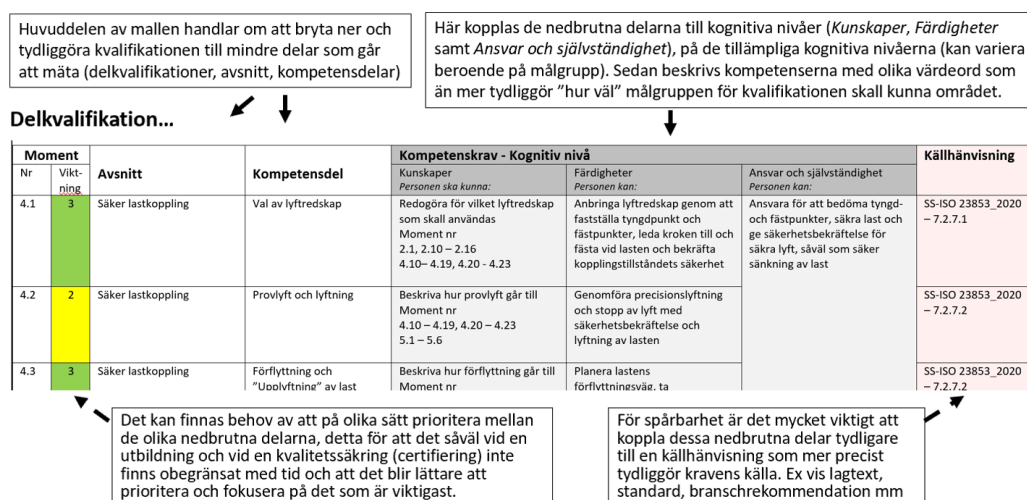 Huvuddelen av mallen handlar om att bryta ner och
tydliggöra kvalifikationen till mindre delar som går
att mäta (delkvalifikationer, avsnitt, kompetensdelar)
Här kopplas de nedbrutna delarna till kognitiva nivåer (Kunskaper, Färdigheter
samt Ansvar och självständighet), på de tillämpliga kognitiva nivåerna (kan variera
beroende på målgrupp). Sedan beskrivs kompetenserna med olika värdeord som
än mer tydliggör ”hur väl” målgruppen för kvalifikationen skall kunna området.
Delkvalifikation...
Moment
Nr
Vikt-
ning
Avsnitt
Kompetensdel
Kompetenskrav - Kognitiv nivå
Kunskaper
Personen ska kunna:
Färdigheter
Personen kan:
Ansvar och självständighet
Personen kan:
Källhänvisning
4.1
3
Säker lastkoppling
Val av lyftredskap
Redogöra för vilket lyftredskap
som skall användas
Moment nr
2.1, 2.10 – 2.16
4.10– 4.19, 4.20 - 4.23
Anbringa lyftredskap genom att
fastställa tyngdpunkt och
fästpunkter, leda kroken till och
fästa vid lasten och bekräfta
kopplingstillståndets säkerhet
Ansvara för att bedöma tyngd-
och fästpunkter, säkra last och
ge säkerhetsbekräftelse för
säkra lyft, såväl som säker
sänkning av last
SS-ISO 23853_2020
– 7.2.7.1
4.2
2
Säker lastkoppling
Provlyft och lyftning
Beskriva hur provlyft går till
Moment nr
4.10 – 4.19, 4.20 – 4.23
5.1 – 5.6
Genomföra precisionslyftning
och stopp av lyft med
säkerhetsbekräftelse och
lyftning av lasten
SS-ISO 23853_2020
– 7.2.7.2
4.3
3
Säker lastkoppling
Förflyttning och
”Upplyftning” av last
Beskriva hur förflyttning går till
Moment nr
Planera lastens
förflyttningsväg, ta
SS-ISO 23853_2020
– 7.2.7.2
Det kan finnas behov av att på olika sätt prioritera mellan
de olika nedbrutna delarna, detta för att det såväl vid en
utbildning och vid en kvalitetssäkring (certifiering) inte
finns obegränsat med tid och att det blir lättare att
prioritera och fokusera på det som är viktigast.
För spårbarhet är det mycket viktigt att
koppla dessa nedbrutna delar tydligare
till en källhänvisning som mer precist
tydliggör kravens källa. Ex vis lagtext,
standard, branschrekommendation mm